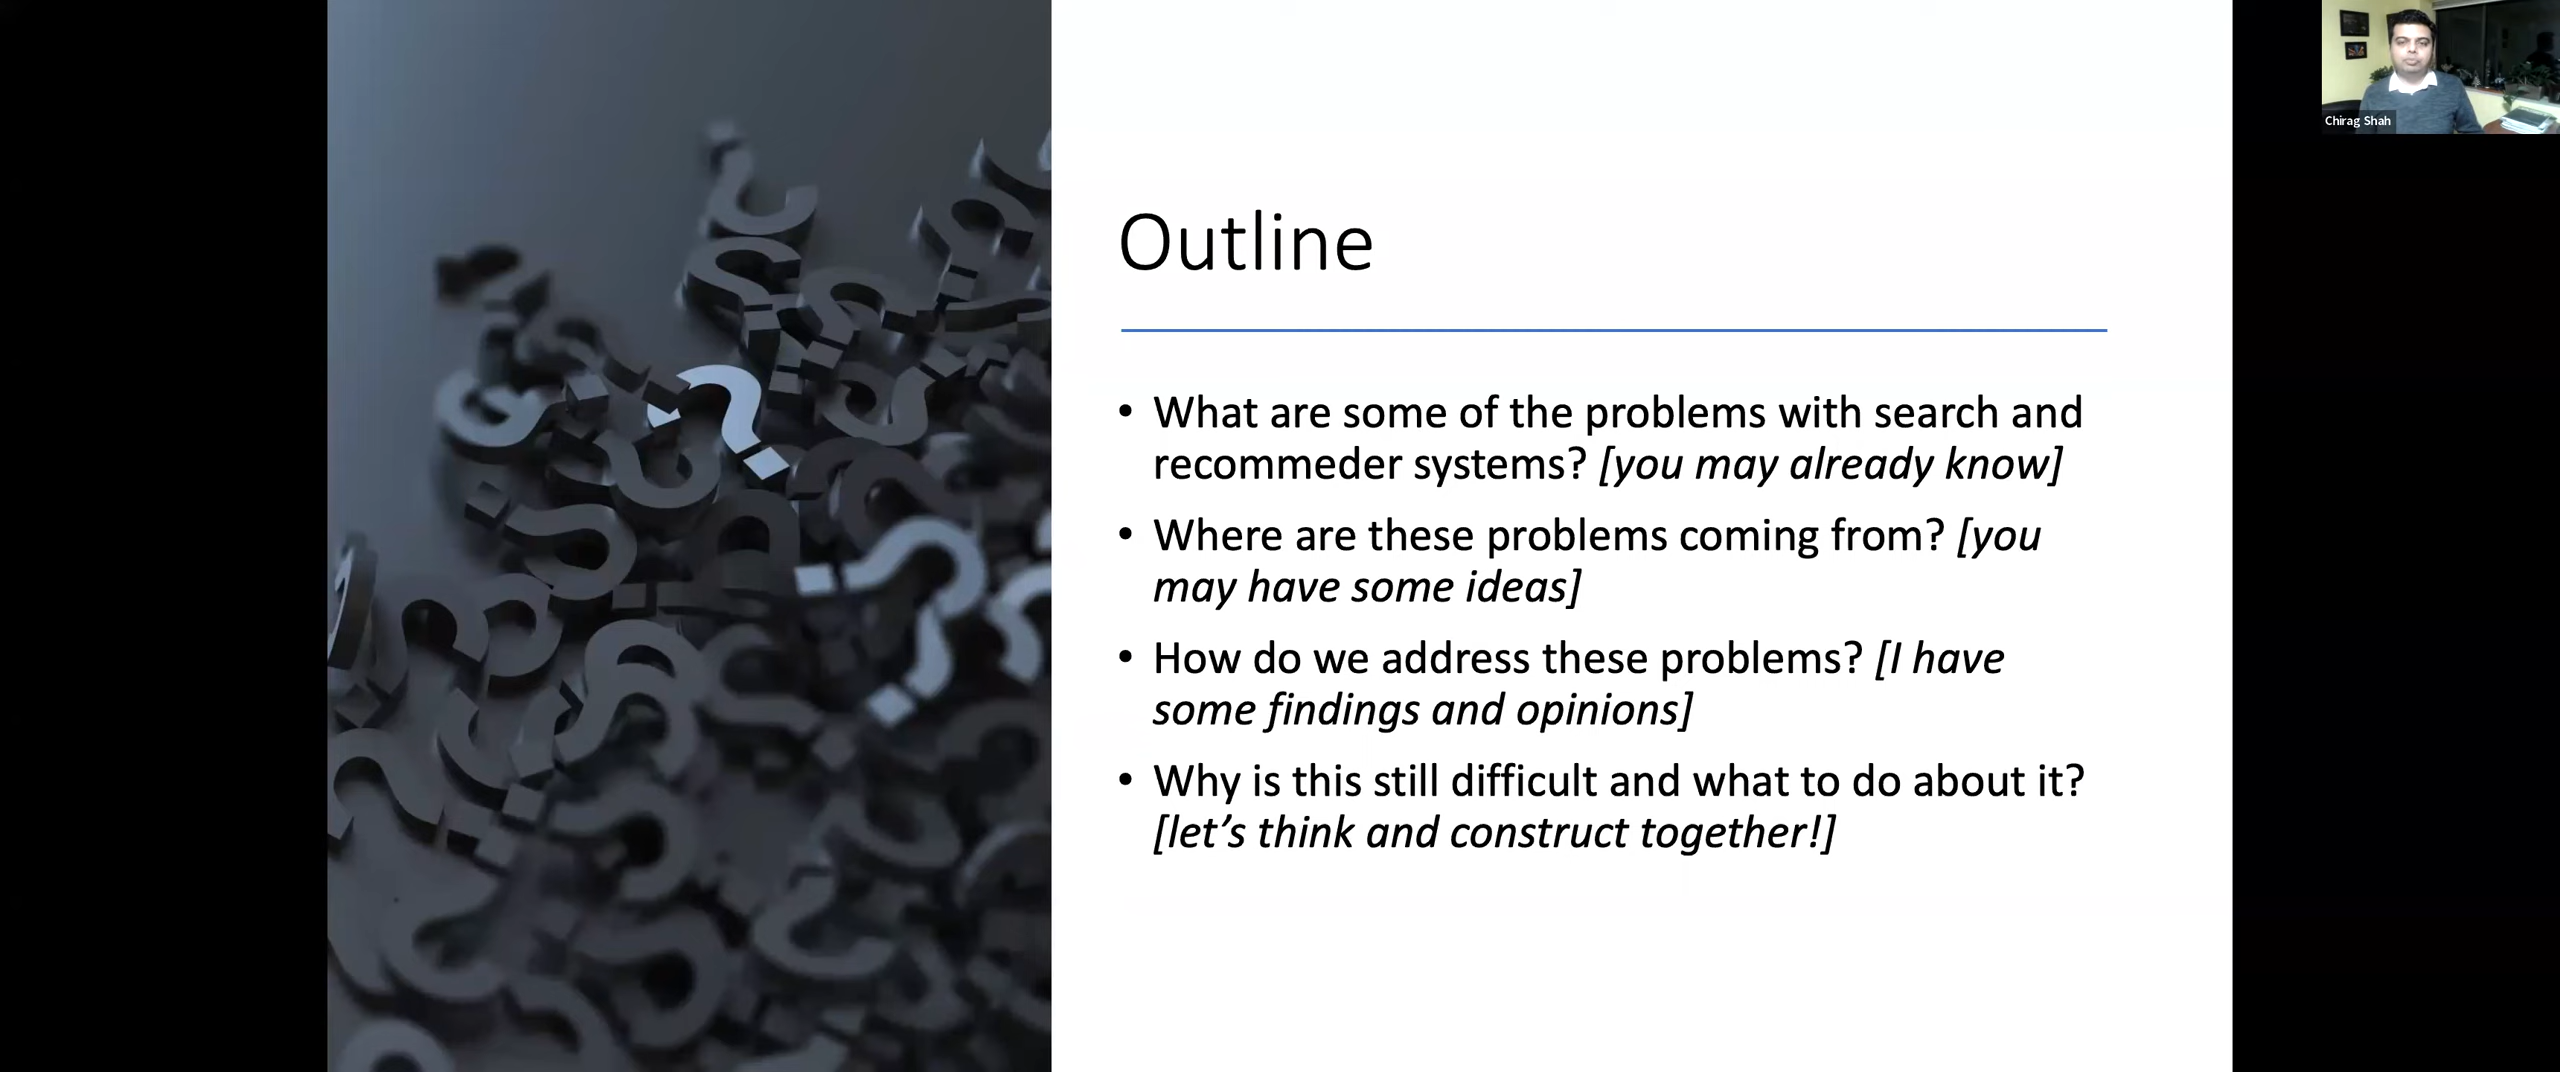 Outline
• What are some of the problems with search and
recommeder systems? [you may already know]
• Where are these problems coming from? [you
may have some ideas]
• How do we address these problems? [I have
some findings and opinions]
• Why is this still difficult and what to do about it?
[let’s think and construct together!]
Chirag Shah